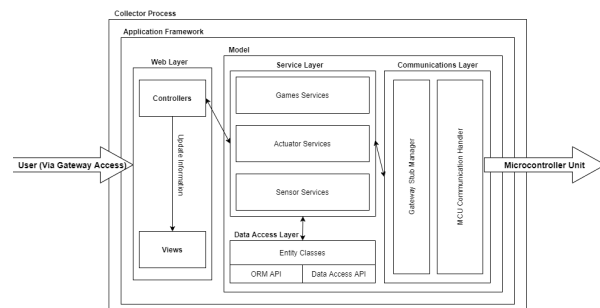 Collector Process
Application Framework
Model
Web Layer
Service Layer
Communications Layer
Controllers
Games Services
Update Information
Actuator Services
Gateway Stub Manager
MCU Communication Handler
User (Via Gateway Access)
Microcontroller Unit
Sensor Services
Views
Data Access Layer
Entity Classes
ORM API
Data Access API